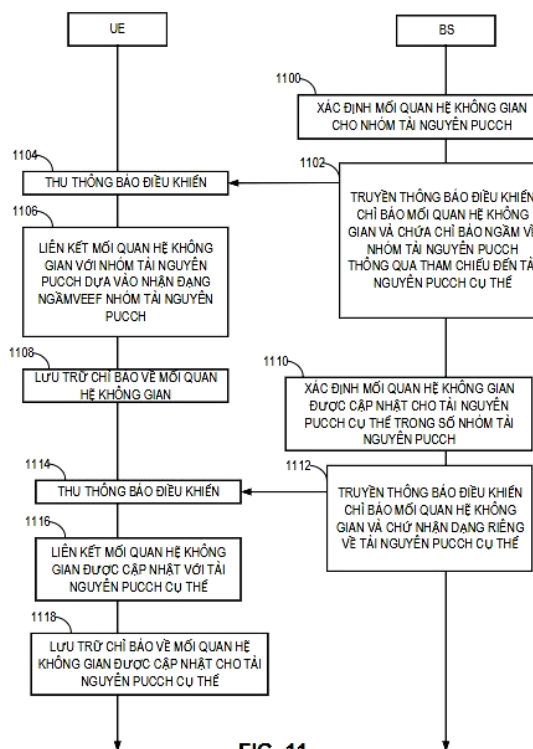 UE
BS
1100
XÁC ĐỊNH MỐI QUAN HỆ KHÔNG GIAN
CHO NHÓM TÀI NGUYÊN PUCCH
1104
THU THÔNG BÁO ĐIỀU KHIỂN
1102
TRUYỀN THÔNG BÁO ĐIỀU KHIỂN
CHỈ BÁO MỐI QUAN HỆ KHÔNG
GIAN VÀ CHỨA CHỈ BÁO NGẦM VỀ
NHÓM TÀI NGUYÊN PUCCH
THÔNG QUA THAM CHIẾU ĐẾN TÀI
NGUYÊN PUCCH CỤ THỂ
1106
LIÊN KẾT MỐI QUAN HỆ KHÔNG
GIAN VỚI NHÓM TÀI NGUYÊN
PUCCH DỰA VÀO NHẬN DẠNG
NGẦMVEEF NHÓM TÀI NGUYÊN
PUCCH
1108
LƯU TRỮ CHỈ BÁO VỀ MỐI QUAN
HỆ KHÔNG GIAN
1110
XÁC ĐỊNH MỐI QUAN HỆ KHÔNG GIAN
ĐƯỢC CẬP NHẬT CHO TÀI NGUYÊN
PUCCH CỤ THỂ TRONG SỐ NHÓM TÀI
NGUYÊN PUCCH
1114
THU THÔNG BÁO ĐIỀU KHIỂN
1112
TRUYỀN THÔNG BÁO ĐIỀU KHIỂN
CHỈ BÁO MỐI QUAN HỆ KHÔNG
GIAN VÀ CHỨ NHẬN DẠNG RIÊNG
VỀ TÀI NGUYÊN PUCCH CỤ THỂ
1116
LIÊN KẾT MỐI QUAN HỆ KHÔNG
GIAN ĐƯỢC CẬP NHẬT VỚI TÀI
NGUYÊN PUCCH CỤ THỂ
1118
LƯU TRỮ CHỈ BÁO VỀ MỐI QUAN HỆ
KHÔNG GIAN ĐƯỢC CẬP NHẬT CHO TÀI
NGUYÊN PUCCH CỤ THỂ
FIG. 11